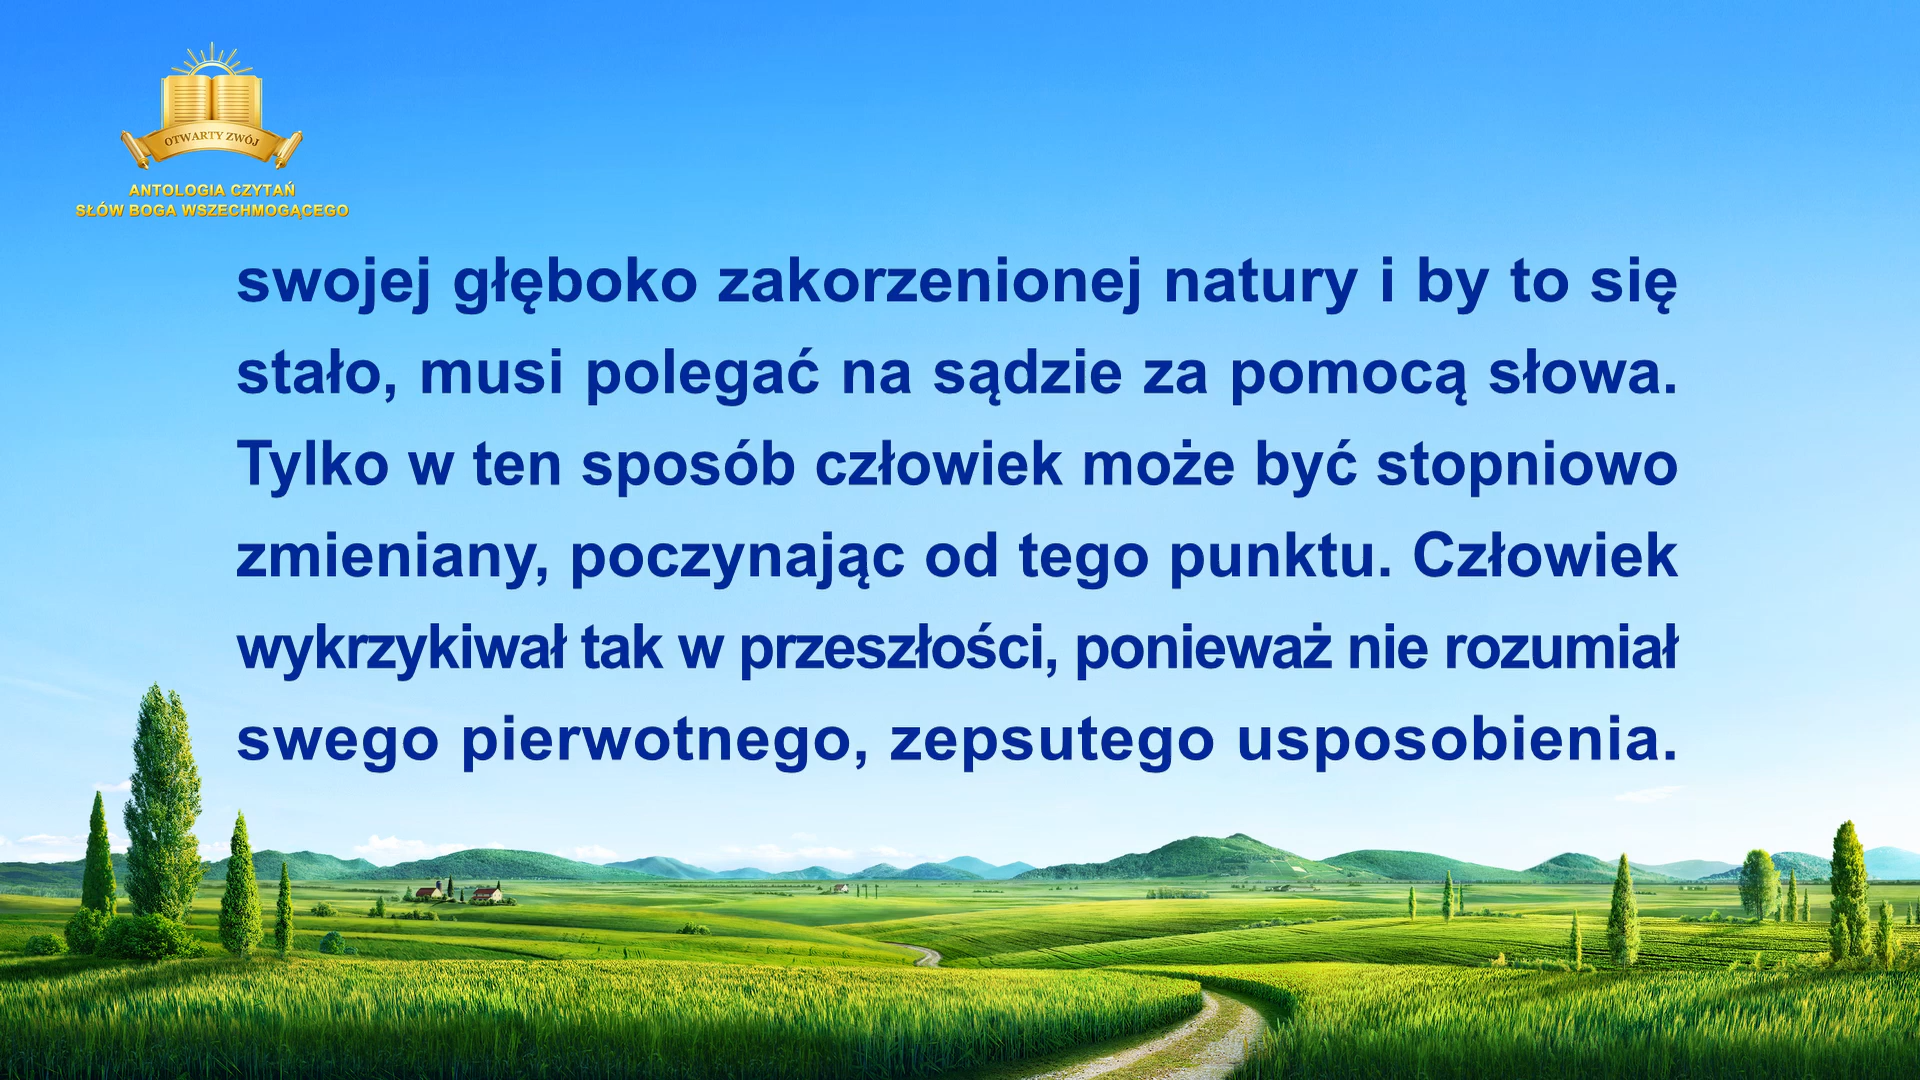 OTWARTY ZWÓJ
ANTOLOGIA CZYTAŃ
SŁÓW BOGA WSZECHMOGĄCEGO
swojej głęboko zakorzenionej natury i by to się
stało, musi polegać na sądzie za pomocą słowa.
Tylko w ten sposób człowiek może być stopniowo
zmieniany, poczynając od tego punktu. Człowiek
wykrzykiwał tak w przeszłości, ponieważ nie rozumiał
swego pierwotnego, zepsutego usposobienia.